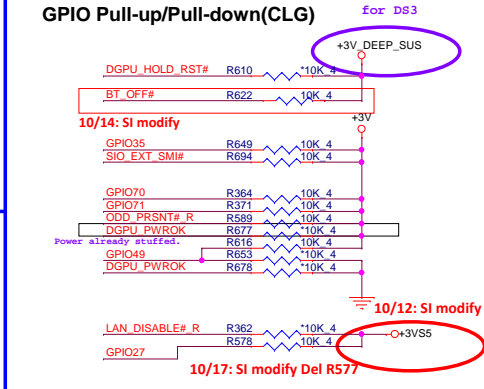 GPIO Pull-up/Pull-down(CLG)
for DS3
+3V_DEEP_SUS
DGPU_HOLD_RST# R610 *10K_4
BT_OFF# R622 10K_4
10/14: SI modify
+3V
GPIO35 R649 10K_4
SIO_EXT_SMI# R694 10K_4
GPIO70 R364 10K_4
GPIO71 R371 10K_4
ODD_PRSNT#_R R589 10K_4
DGPU_PWROK R677 *10K_4
Power already stuffed.
R616 10K_4
GPIO49 R653 *10K_4
DGPU_PWROK R678 *10K_4
10/12: SI modify
LAN_DISABLE#_R R362 *10K_4
+3VS5
R578 10K_4
GPIO27
10/17: SI modify Del R577